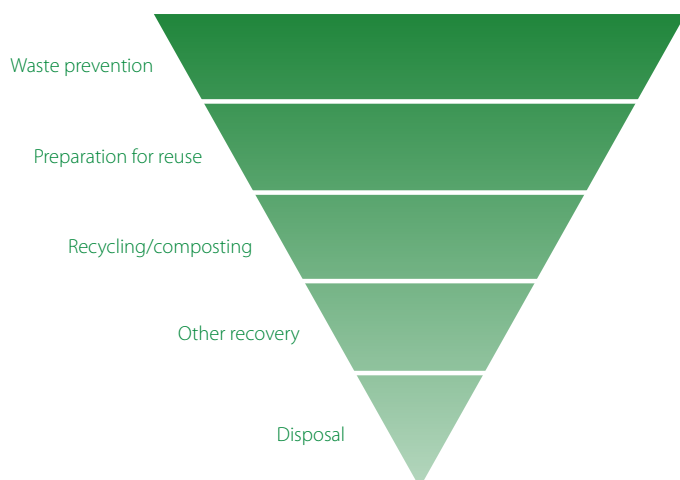 Waste prevention
Preparation for reuse
Recycling/composting
Other recovery
Disposal